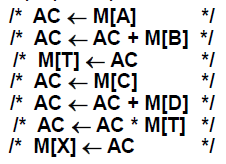 /* AC ← M[A] */
/* AC ← AC + M[B] */
/* M[T] ← AC */
/* AC ← M[C] */
/* AC ← AC + M[D] */
/* AC ← AC * M[T] */
/* M[X] ← AC */